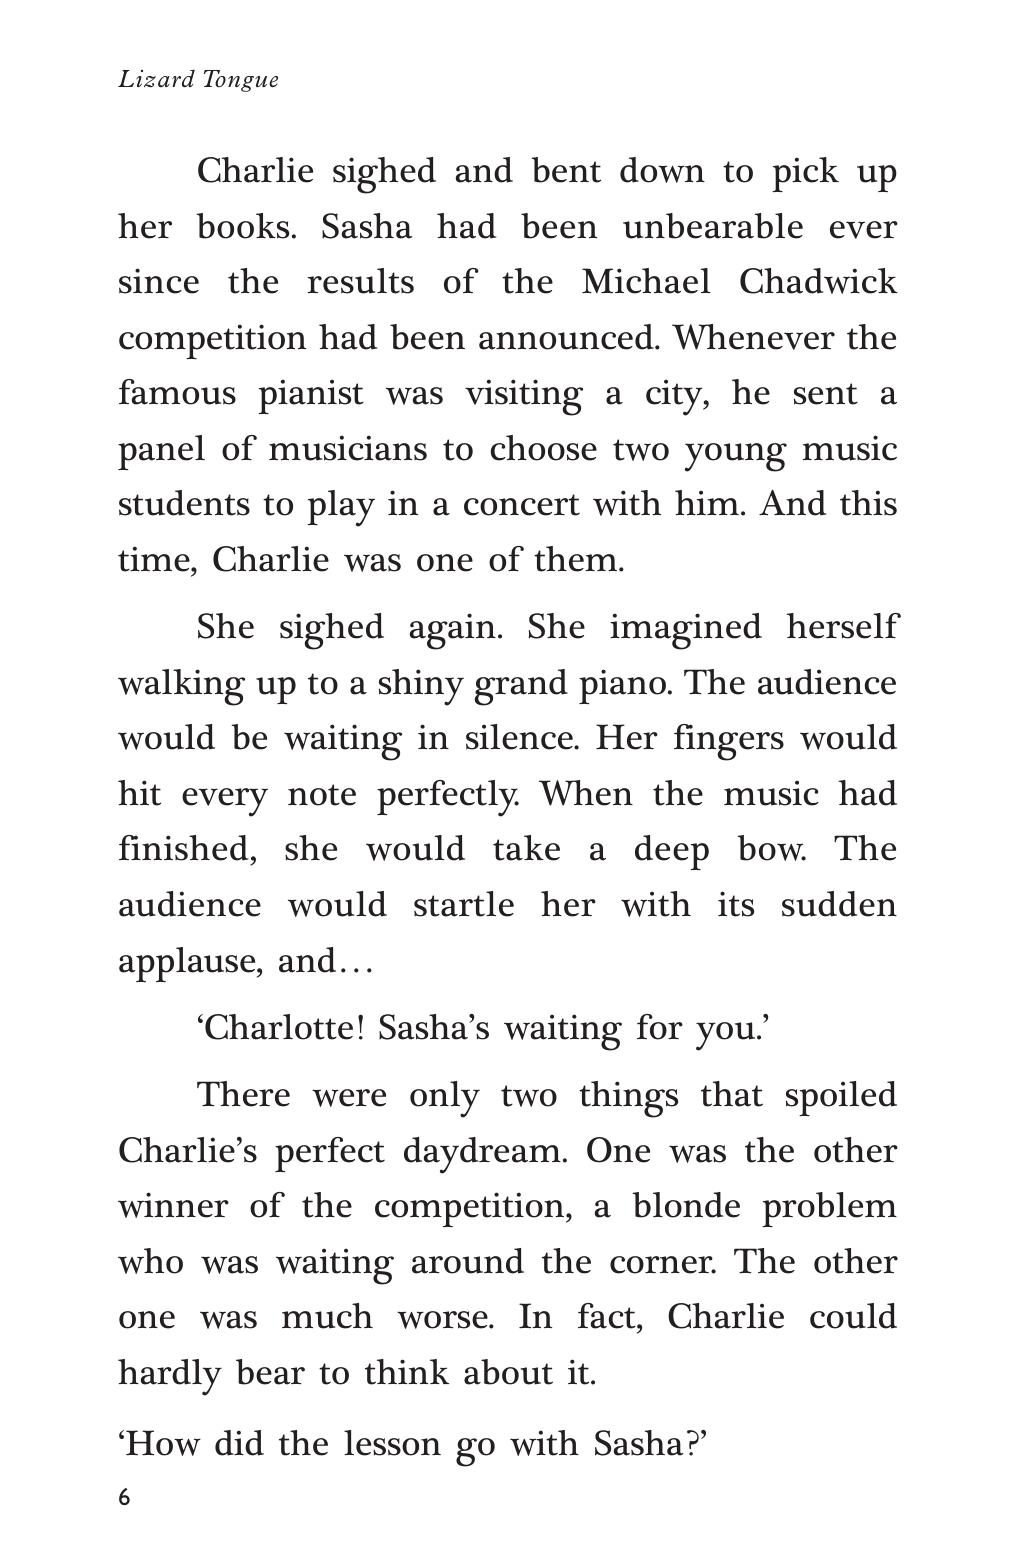 Lizard Tongue
Charlie sighed and bent down to pick up
her books. Sasha had been unbearable ever
since the results of the Michael Chadwick
competition had been announced. Whenever the
famous pianist was visiting a city, he sent a
panel of musicians to choose two young music
students to play in a concert with him. And this
time, Charlie was one of them.
She sighed again. She imagined herself
walking up to a shiny grand piano. The audience
would be waiting in silence. Her fingers would
hit every note perfectly. When the music had
finished, she would take a deep bow. The
audience would startle her with its sudden
applause, and…
‘Charlotte! Sasha’s waiting for you.’
There were only two things that spoiled
Charlie’s perfect daydream. One was the other
winner of the competition, a blonde problem
who was waiting around the corner. The other
one was much worse. In fact, Charlie could
hardly bear to think about it.
‘How did the lesson go with Sasha?’
6